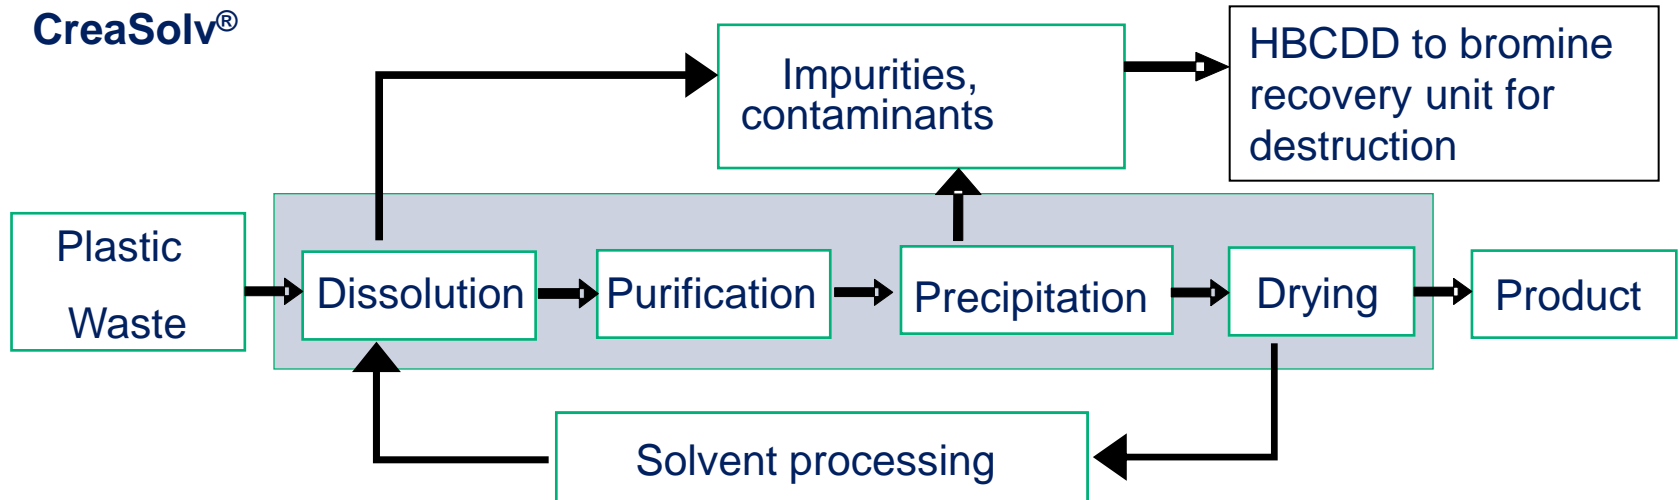 CreaSolv®
Impurities,
contaminants
HBCDD to bromine
recovery unit for
destruction
Plastic
Waste
Dissolution
Purification
Precipitation
Drying
Product
Solvent processing